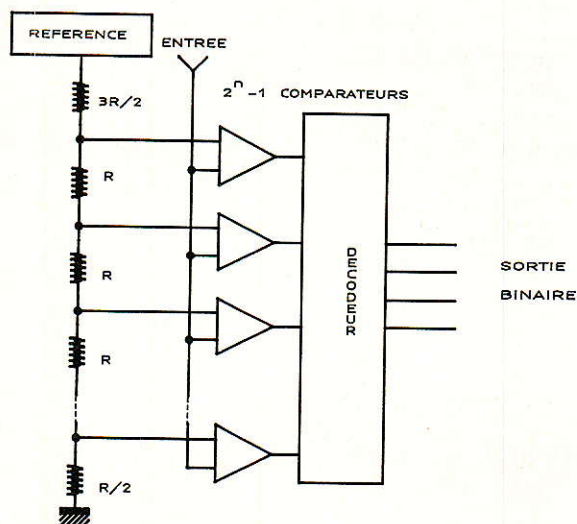 REFERENCE
ENTREE
3R/2
2ⁿ-1 COMPARATEURS
R
R
R
R/2
DECODEUR
SORTIE
BINAIRE